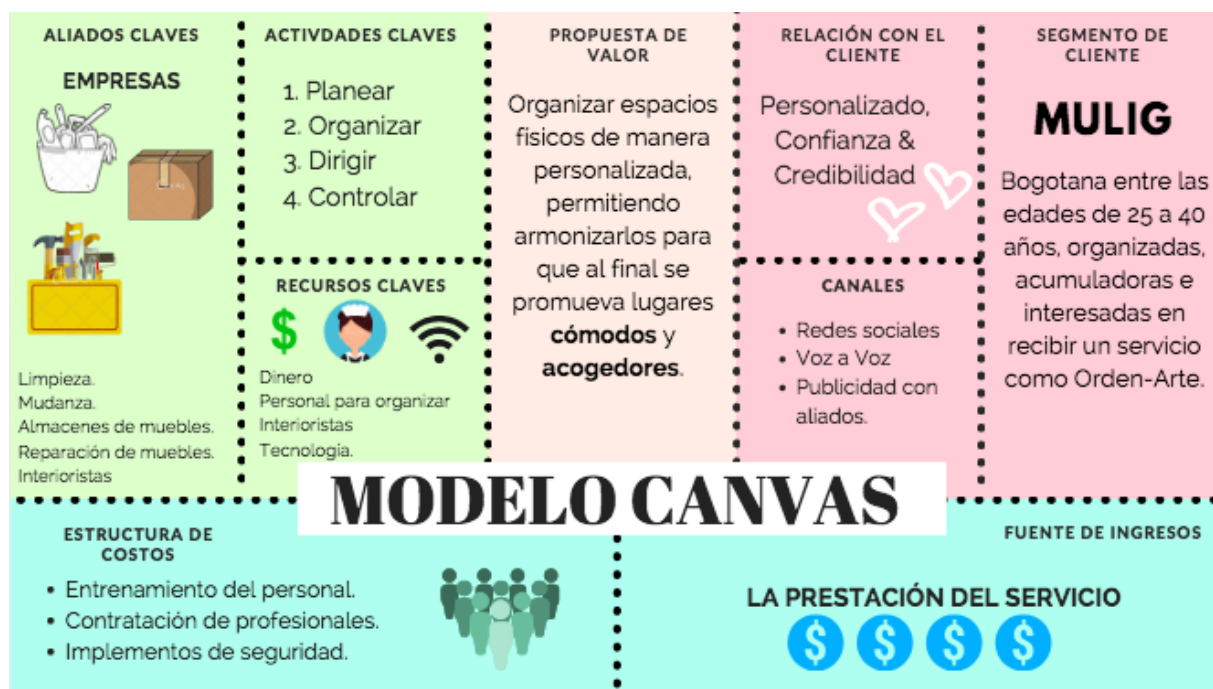 ALIADOS CLAVES
EMPRESAS
Limpieza.
Mudanza.
Almacenes de muebles.
Reparación de muebles.
Interioristas
ACTIVDADES CLAVES
1. Planear
2. Organizar
3. Dirigir
4. Controlar
RECURSOS CLAVES
$
Dinero
Personal para organizar
Interioristas
Tecnología.
PROPUESTA DE
VALOR
Organizar espacios
físicos de manera
personalizada,
permitiendo
armonizarlos para
que al final se
promueva lugares
cómodos y
acogedores.
RELACIÓN CON EL
CLIENTE
Personalizado,
Confianza &
Credibilidad
CANALES
• Redes sociales
• Voz a Voz
• Publicidad con
aliados.
SEGMENTO DE
CLIENTE
MULIG
Bogotana entre las
edades de 25 a 40
años, organizadas,
acumuladoras e
interesadas en
recibir un servicio
como Orden-Arte.
MODELO CANVAS
ESTRUCTURA DE
COSTOS
• Entrenamiento del personal.
• Contratación de profesionales.
• Implementos de seguridad.
FUENTE DE INGRESOS
LA PRESTACIÓN DEL SERVICIO
$ $ $ $